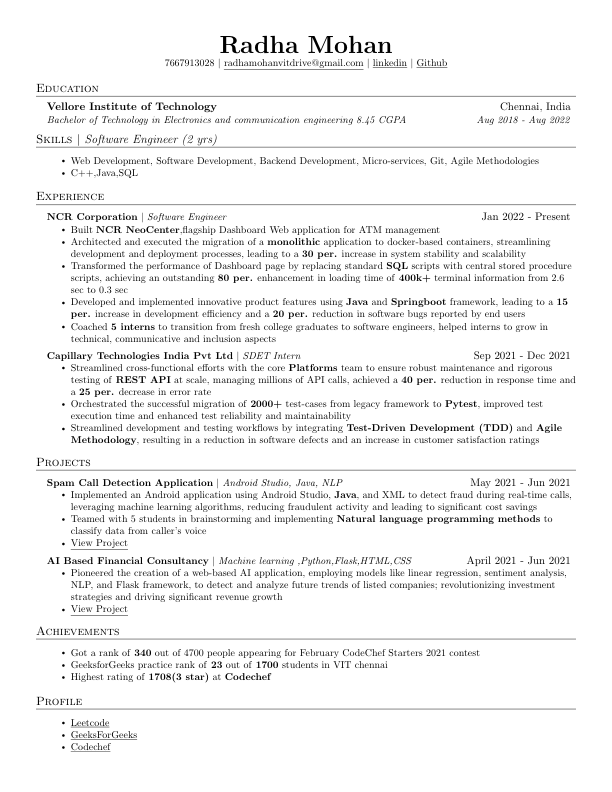 Radha Mohan
7667913028 | radhamohanvitdrive@gmail.com | linkedin | Github
Education
Vellore Institute of Technology Chennai, India
Bachelor of Technology in Electronics and communication engineering 8.45 CGPA Aug 2018 - Aug 2022
Skills | Software Engineer (2 yrs)
• Web Development, Software Development, Backend Development, Micro-services, Git, Agile Methodologies
• C++,Java,SQL
Experience
NCR Corporation | Software Engineer Jan 2022 - Present
• Built NCR NeoCenter,flagship Dashboard Web application for ATM management
• Architected and executed the migration of a monolithic application to docker-based containers, streamlining
development and deployment processes, leading to a 30 per. increase in system stability and scalability
• Transformed the performance of Dashboard page by replacing standard SQL scripts with central stored procedure
scripts, achieving an outstanding 80 per. enhancement in loading time of 400k+ terminal information from 2.6
sec to 0.3 sec
• Developed and implemented innovative product features using Java and Springboot framework, leading to a 15
per. increase in development efficiency and a 20 per. reduction in software bugs reported by end users
• Coached 5 interns to transition from fresh college graduates to software engineers, helped interns to grow in
technical, communicative and inclusion aspects
Capillary Technologies India Pvt Ltd | SDET Intern Sep 2021 - Dec 2021
• Streamlined cross-functional efforts with the core Platforms team to ensure robust maintenance and rigorous
testing of REST API at scale, managing millions of API calls, achieved a 40 per. reduction in response time and
a 25 per. decrease in error rate
• Orchestrated the successful migration of 2000+ test-cases from legacy framework to Pytest, improved test
execution time and enhanced test reliability and maintainability
• Streamlined development and testing workflows by integrating Test-Driven Development (TDD) and Agile
Methodology, resulting in a reduction in software defects and an increase in customer satisfaction ratings
Projects
Spam Call Detection Application | Android Studio, Java, NLP May 2021 - Jun 2021
• Implemented an Android application using Android Studio, Java, and XML to detect fraud during real-time calls,
leveraging machine learning algorithms, reducing fraudulent activity and leading to significant cost savings
• Teamed with 5 students in brainstorming and implementing Natural language programming methods to
classify data from caller's voice
• View Project
AI Based Financial Consultancy | Machine learning ,Python,Flask,HTML,CSS April 2021 - Jun 2021
• Pioneered the creation of a web-based AI application, employing models like linear regression, sentiment analysis,
NLP, and Flask framework, to detect and analyze future trends of listed companies; revolutionizing investment
strategies and driving significant revenue growth
• View Project
Achievements
• Got a rank of 340 out of 4700 people appearing for February CodeChef Starters 2021 contest
• GeeksforGeeks practice rank of 23 out of 1700 students in VIT chennai
• Highest rating of 1708(3 star) at Codechef
Profile
• Leetcode
• GeeksForGeeks
• Codechef